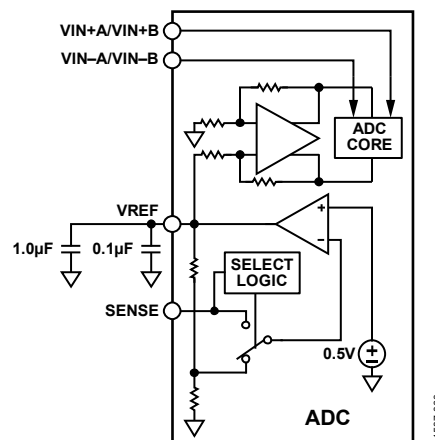 VIN+A/VIN+B
VIN–A/VIN–B
ADC
CORE
VREF
1.0µF
0.1µF
+
–
SELECT
LOGIC
SENSE
0.5V
ADC